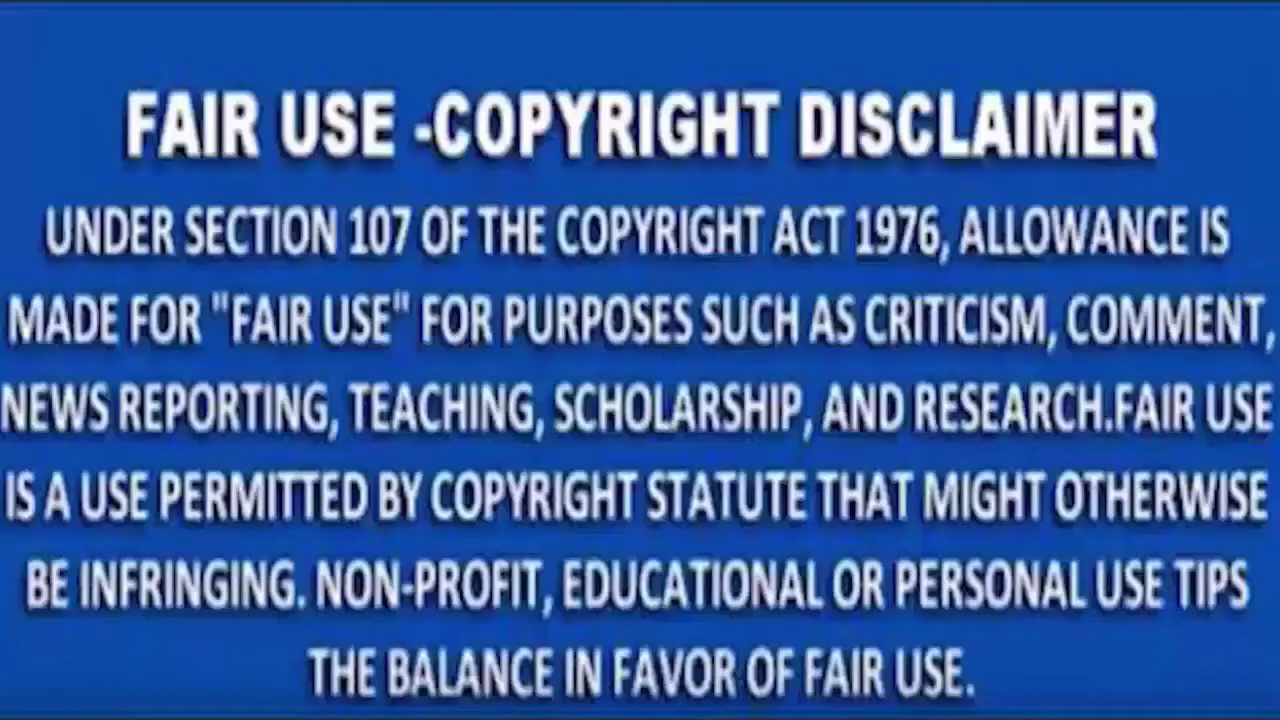 FAIR USE -COPYRIGHT DISCLAIMER
UNDER SECTION 107 OF THE COPYRIGHT ACT 1976, ALLOWANCE IS
MADE FOR "FAIR USE" FOR PURPOSES SUCH AS CRITICISM, COMMENT,
NEWS REPORTING, TEACHING, SCHOLARSHIP, AND RESEARCH.FAIR USE
IS A USE PERMITTED BY COPYRIGHT STATUTE THAT MIGHT OTHERWISE
BE INFRINGING. NON-PROFIT, EDUCATIONAL OR PERSONAL USE TIPS
THE BALANCE IN FAVOR OF FAIR USE.